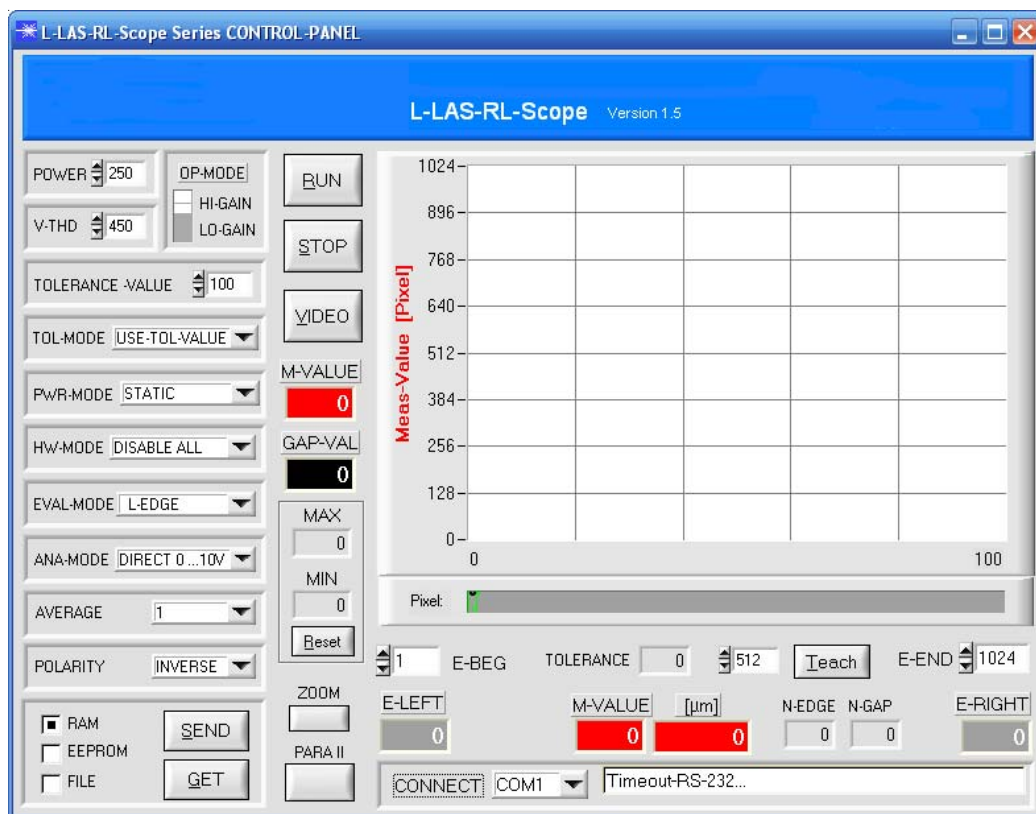 L-LAS-RL-Scope Series CONTROL-PANEL
L-LAS-RL-Scope Version 1.5
POWER 250
OP-MODE
HI-GAIN
LO-GAIN
V-THD 450
TOLERANCE -VALUE 100
TOL-MODE USE-TOL-VALUE
PWR-MODE STATIC
HW-MODE DISABLE ALL
EVAL-MODE L-EDGE
ANA-MODE DIRECT 0...10V
AVERAGE 1
POLARITY INVERSE
RAM
EEPROM
FILE
SEND
GET
RUN
STOP
VIDEO
M-VALUE
0
GAP-VAL
0
MAX
0
MIN
0
Reset
ZOOM
PARA II
Meas-Value [Pixel]
1024
896
768
640
512
384
256
128
0
0 100
Pixel:
1 E-BEG TOLERANCE 0 512 Teach E-END 1024
E-LEFT M-VALUE [µm] N-EDGE N-GAP E-RIGHT
0 0 0 0 0 0
CONNECT COM1 Timeout-RS-232...